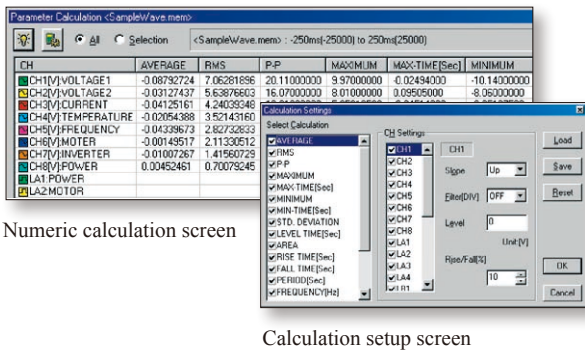 Parameter Calculation <SampleWave.mem>
All Selection <SampleWave.mem> : -250ms(-25000) to 250ms(25000)
CH AVERAGE RMS P-P MAXIMUM MAX-TIME[Sec] MINIMUM
CH1[V]:VOLTAGE1 -0.08792724 7.06281896 20.11000000 9.97000000 -0.02494000 -10.14000000
CH2[V]:VOLTAGE2 -0.03127437 5.63876603 16.07000000 8.01000000 0.09505000 -8.06000000
CH3[V]:CURRENT -0.04125161 4.24039348
CH4[V]:TEMPERATURE -0.02054388 3.52143160
CH5[V]:FREQUENCY -0.04339673 2.82732833
CH6[V]:MOTER -0.00149517 2.11330512
CH7[V]:INVERTER -0.01007267 1.41560729
CH8[V]:POWER 0.00452461 0.70079245
LA1:POWER
LA2:MOTOR
Numeric calculation screen
Calculation Settings
Select Calculation
AVERAGE
RMS
P-P
MAXIMUM
MAX-TIME[Sec]
MINIMUM
MIN-TIME[Sec]
STD. DEVIATION
LEVEL TIME[Sec]
AREA
RISE TIME[Sec]
FALL TIME[Sec]
PERIOD[Sec]
FREQUENCY[Hz]
CH Settings
CH1
CH2
CH3
CH4
CH5
CH6
CH7
CH8
LA1
LA2
LA3
LA4
LB1
CH1
Slope Up
Filter[DIV] OFF
Level 0
Unit:[V]
Rise/Fall[%]
10
Load
Save
Reset
OK
Cancel
Calculation setup screen